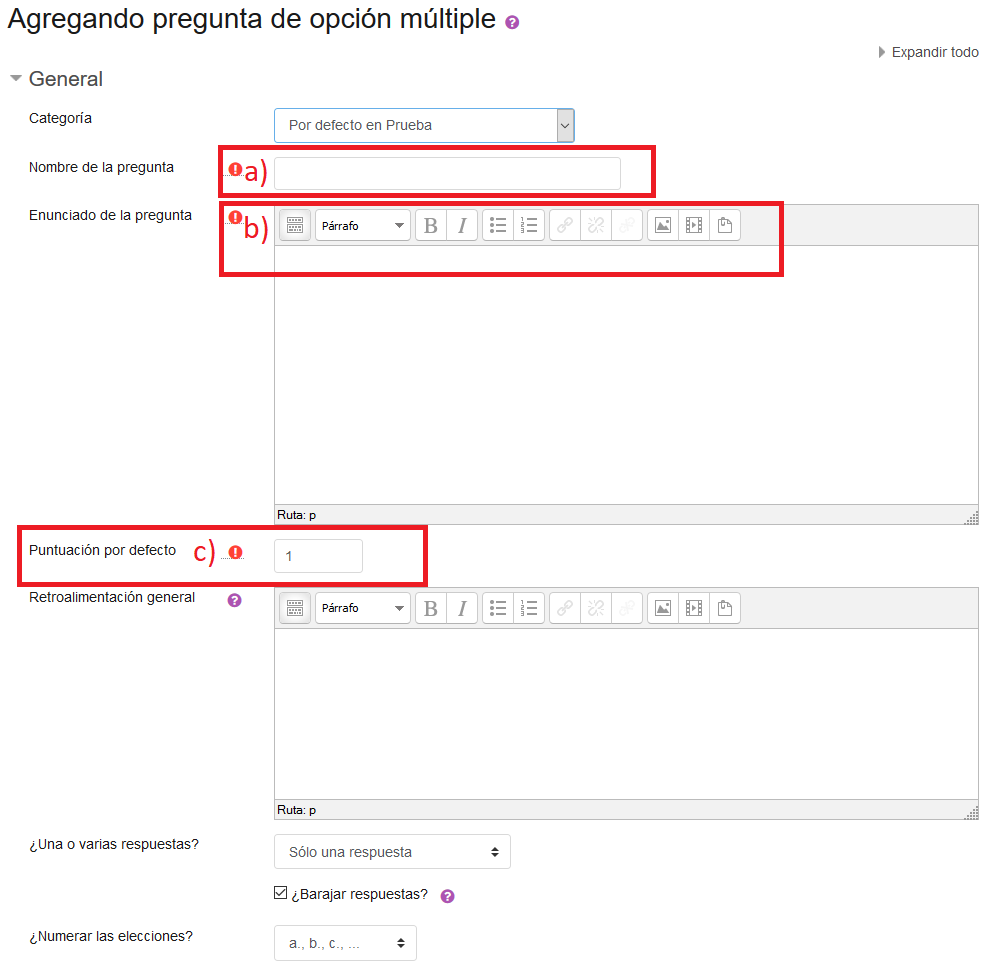 Agregando pregunta de opción múltiple
Expandir todo
General
Categoría
Por defecto en Prueba
Nombre de la pregunta
a)
Enunciado de la pregunta
b)
Párrafo
B I
Ruta: p
Puntuación por defecto
c)
1
Retroalimentación general
Párrafo
B I
Ruta: p
¿Una o varias respuestas?
Sólo una respuesta
¿Barajar respuestas?
¿Numerar las elecciones?
a., b., c., ...